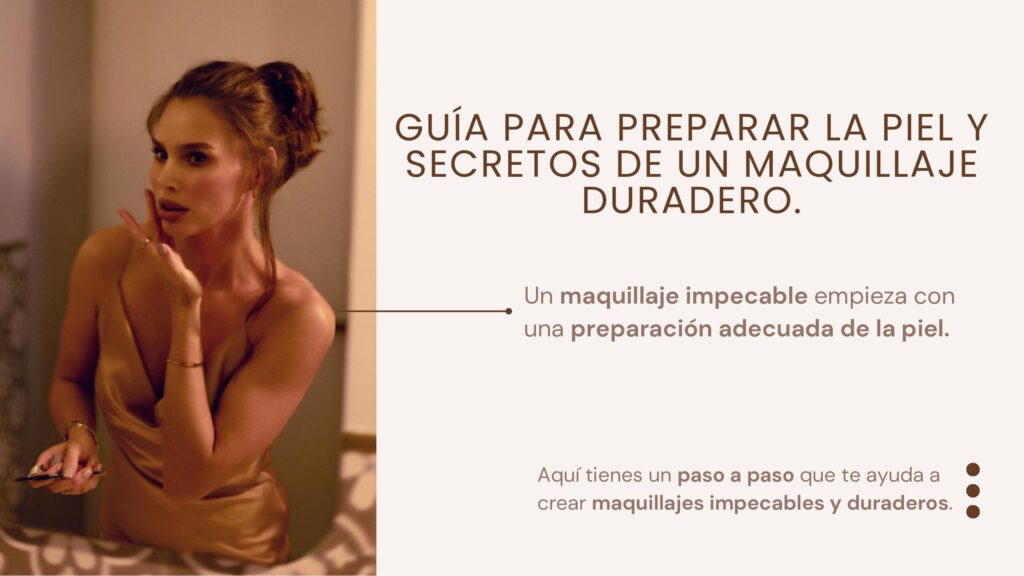 GUÍA PARA PREPARAR LA PIEL Y
SECRETOS DE UN MAQUILLAJE
DURADERO.
Un maquillaje impecable empieza con
una preparación adecuada de la piel.
Aquí tienes un paso a paso que te ayuda a
crear maquillajes impecables y duraderos.